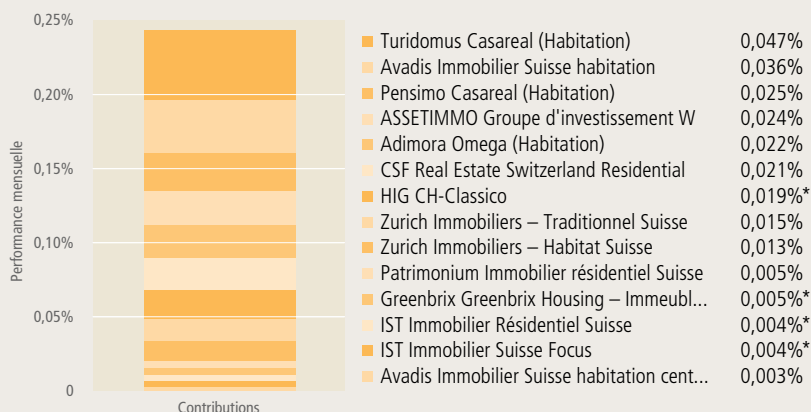 0,25%
0,20%
0,15%
0,10%
0,05%
0
Performance mensuelle
Contributions
Turidomus Casareal (Habitation) 0,047%
Avadis Immobilier Suisse habitation 0,036%
Pensimo Casareal (Habitation) 0,025%
ASSETIMMO Groupe d'investissement W 0,024%
Adimora Omega (Habitation) 0,022%
CSF Real Estate Switzerland Residential 0,021%
HIG CH-Classico 0,019%*
Zurich Immobiliers – Traditionnel Suisse 0,015%
Zurich Immobiliers – Habitat Suisse 0,013%
Patrimonium Immobilier résidentiel Suisse 0,005%
Greenbrix Greenbrix Housing – Immeubl... 0,005%*
IST Immobilier Résidentiel Suisse 0,004%*
IST Immobilier Suisse Focus 0,004%*
Avadis Immobilier Suisse habitation cent... 0,003%